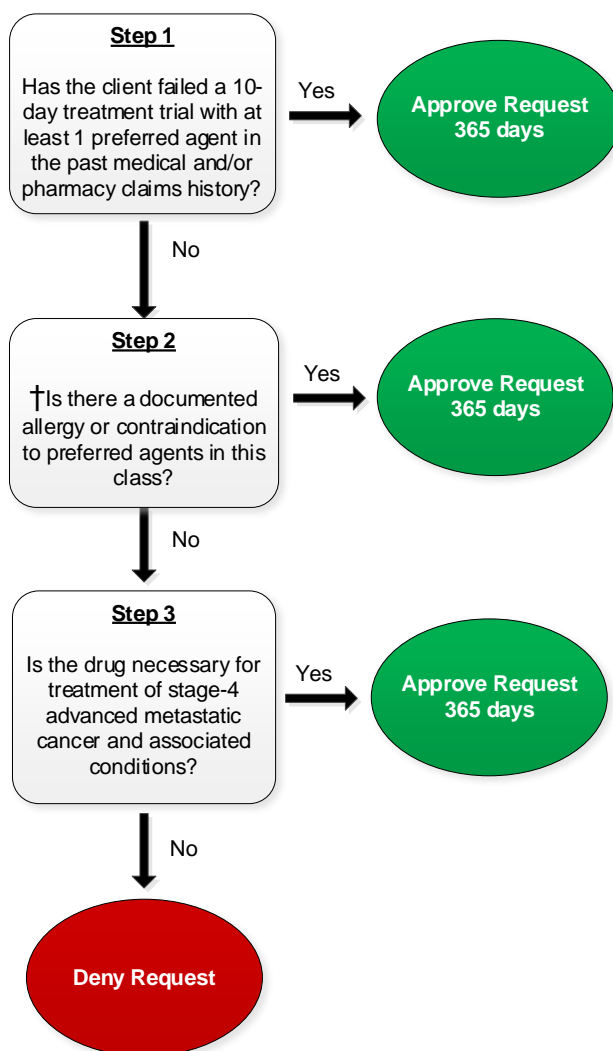 Step 1
Has the client failed a 10-
day treatment trial with at
least 1 preferred agent in
the past medical and/or
pharmacy claims history?
Yes
Approve Request
365 days
No
Step 2
†Is there a documented
allergy or contraindication
to preferred agents in this
class?
Yes
Approve Request
365 days
No
Step 3
Is the drug necessary for
treatment of stage-4
advanced metastatic
cancer and associated
conditions?
Yes
Approve Request
365 days
No
Deny Request